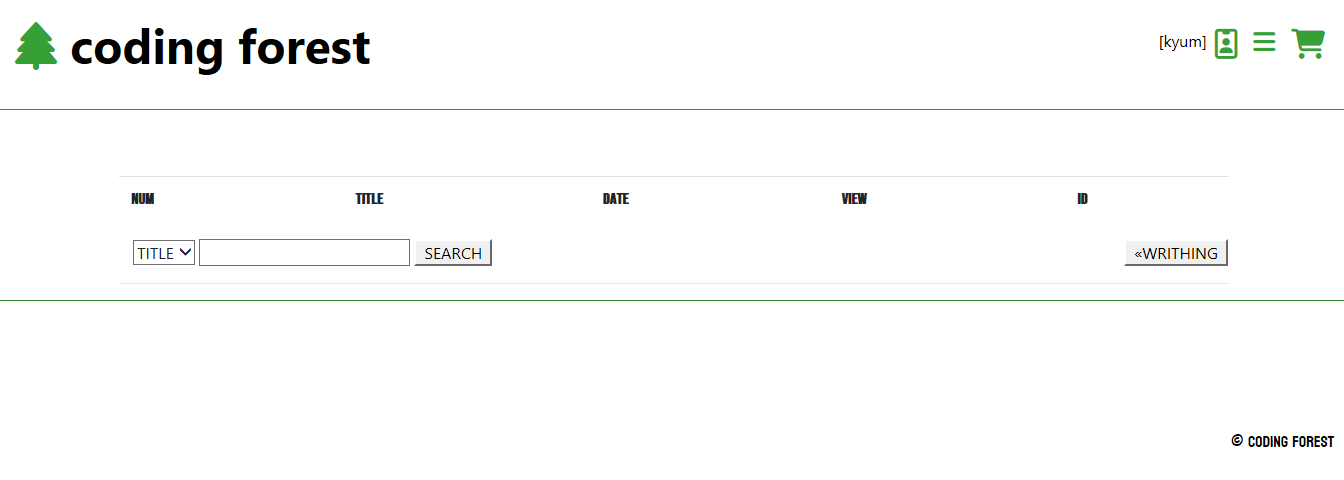 coding forest
[kyum]
NUM TITLE DATE VIEW ID
TITLE SEARCH «WRITHING
© CODING FOREST